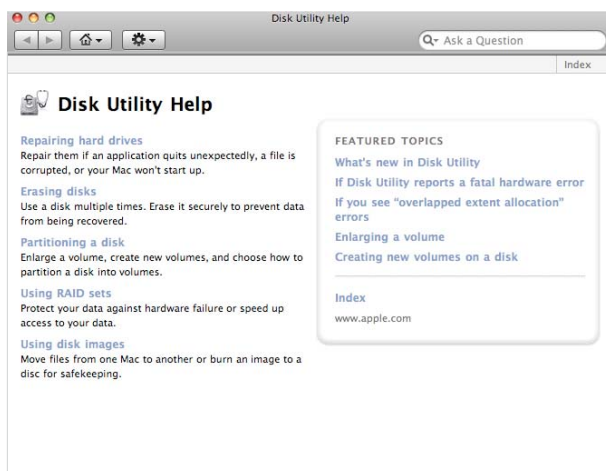 Disk Utility Help
Ask a Question
Index
Disk Utility Help
Repairing hard drives
Repair them if an application quits unexpectedly, a file is
corrupted, or your Mac won't start up.
Erasing disks
Use a disk multiple times. Erase it securely to prevent data
from being recovered.
Partitioning a disk
Enlarge a volume, create new volumes, and choose how to
partition a disk into volumes.
Using RAID sets
Protect your data against hardware failure or speed up
access to your data.
Using disk images
Move files from one Mac to another or burn an image to a
disc for safekeeping.
FEATURED TOPICS
What's new in Disk Utility
If Disk Utility reports a fatal hardware error
If you see “overlapped extent allocation”
errors
Enlarging a volume
Creating new volumes on a disk
Index
www.apple.com